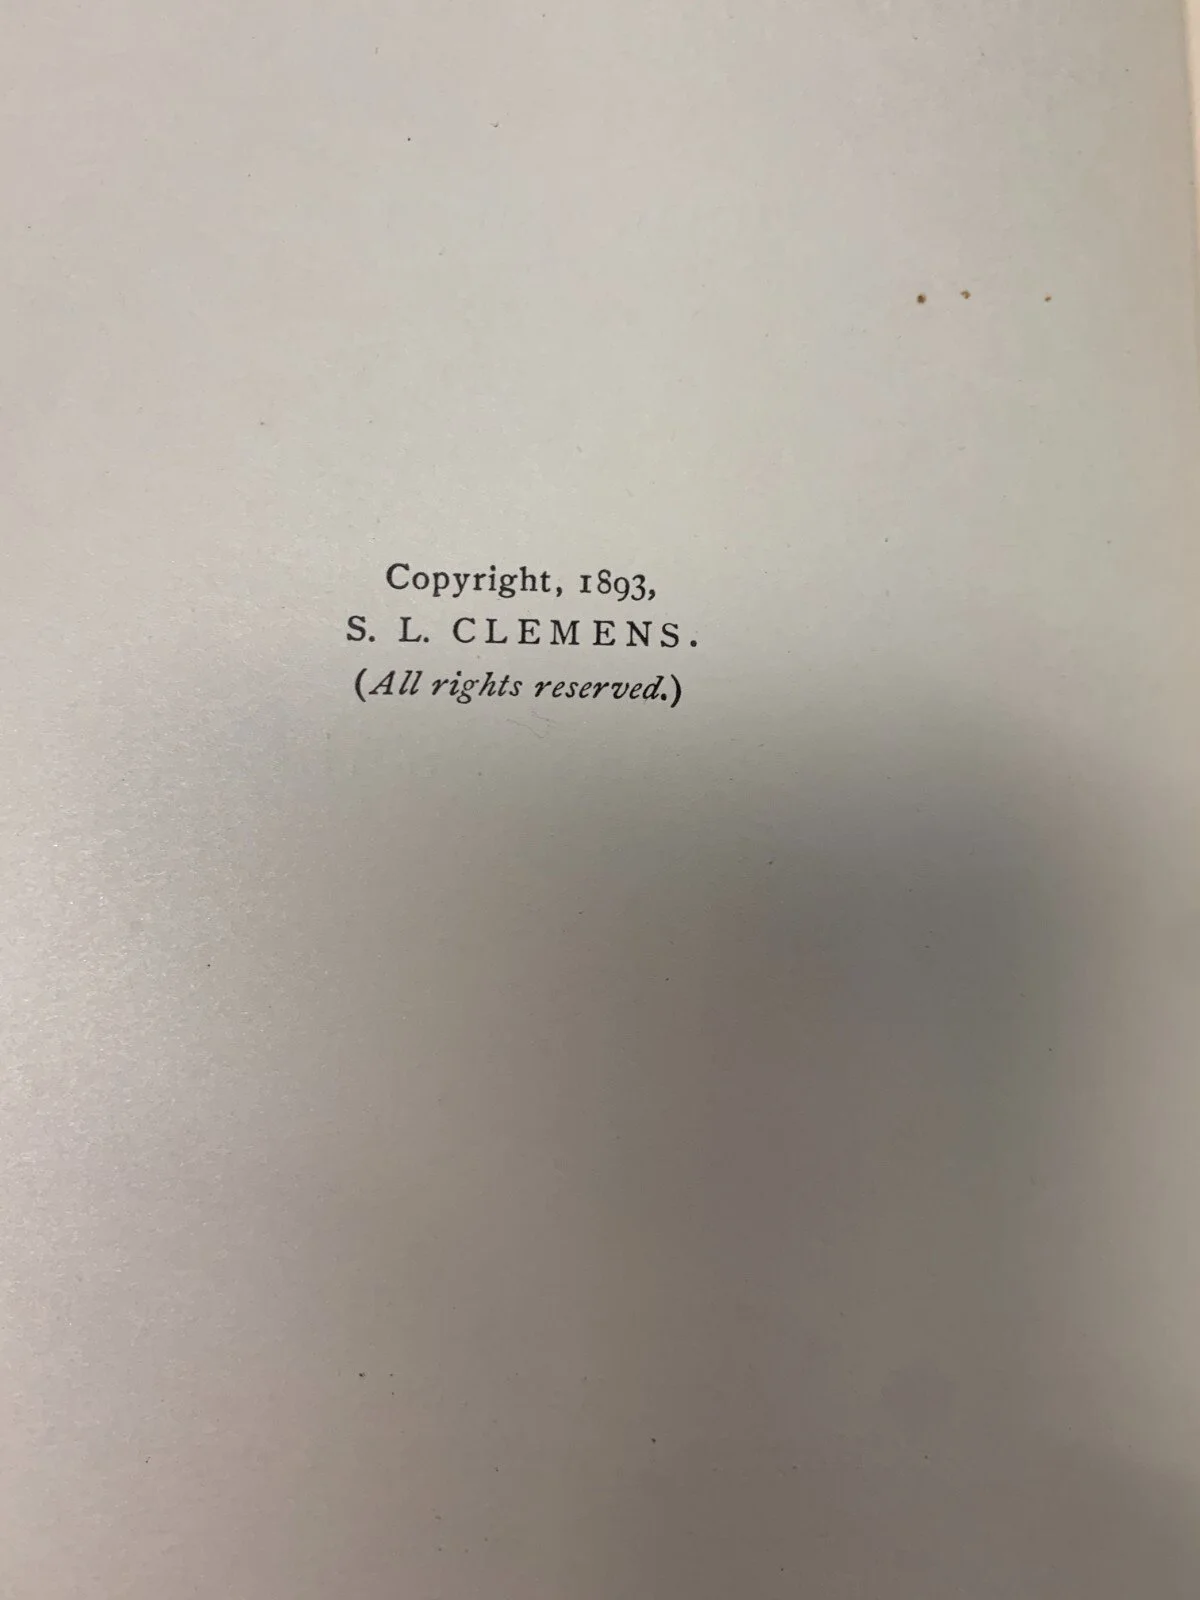 Copyright, 1893,
S. L. CLEMENS.
(All rights reserved.)